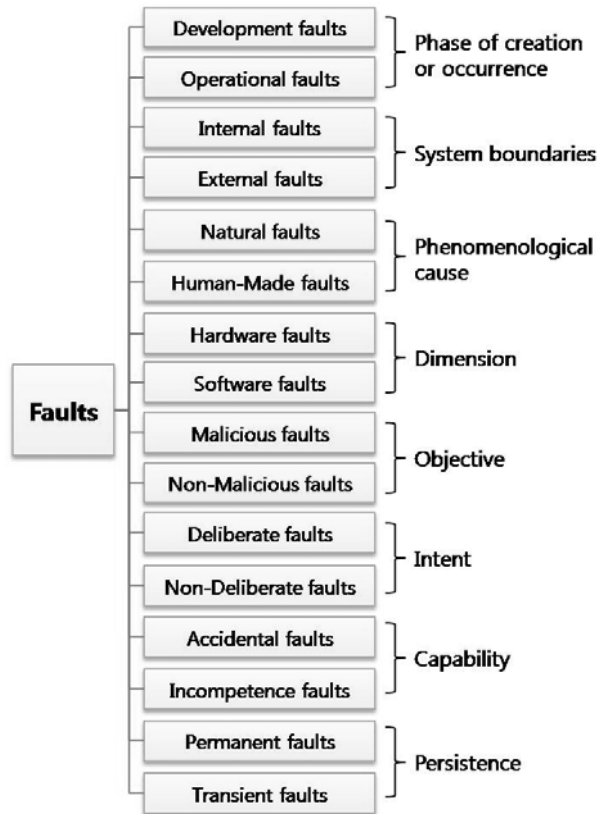 Development faults
Operational faults
Phase of creation
or occurrence
Internal faults
External faults
System boundaries
Natural faults
Human-Made faults
Phenomenological
cause
Hardware faults
Software faults
Dimension
Faults
Malicious faults
Non-Malicious faults
Objective
Deliberate faults
Non-Deliberate faults
Intent
Accidental faults
Incompetence faults
Capability
Permanent faults
Transient faults
Persistence